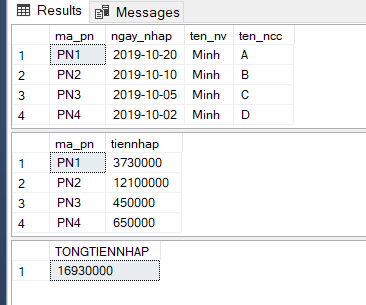 Results Messages
ma_pn ngay_nhap ten_nv ten_ncc
1 PN1 2019-10-20 Minh A
2 PN2 2019-10-10 Minh B
3 PN3 2019-10-05 Minh C
4 PN4 2019-10-02 Minh D
ma_pn tiennhap
1 PN1 3730000
2 PN2 12100000
3 PN3 450000
4 PN4 650000
TONGTIENNHAP
1 16930000